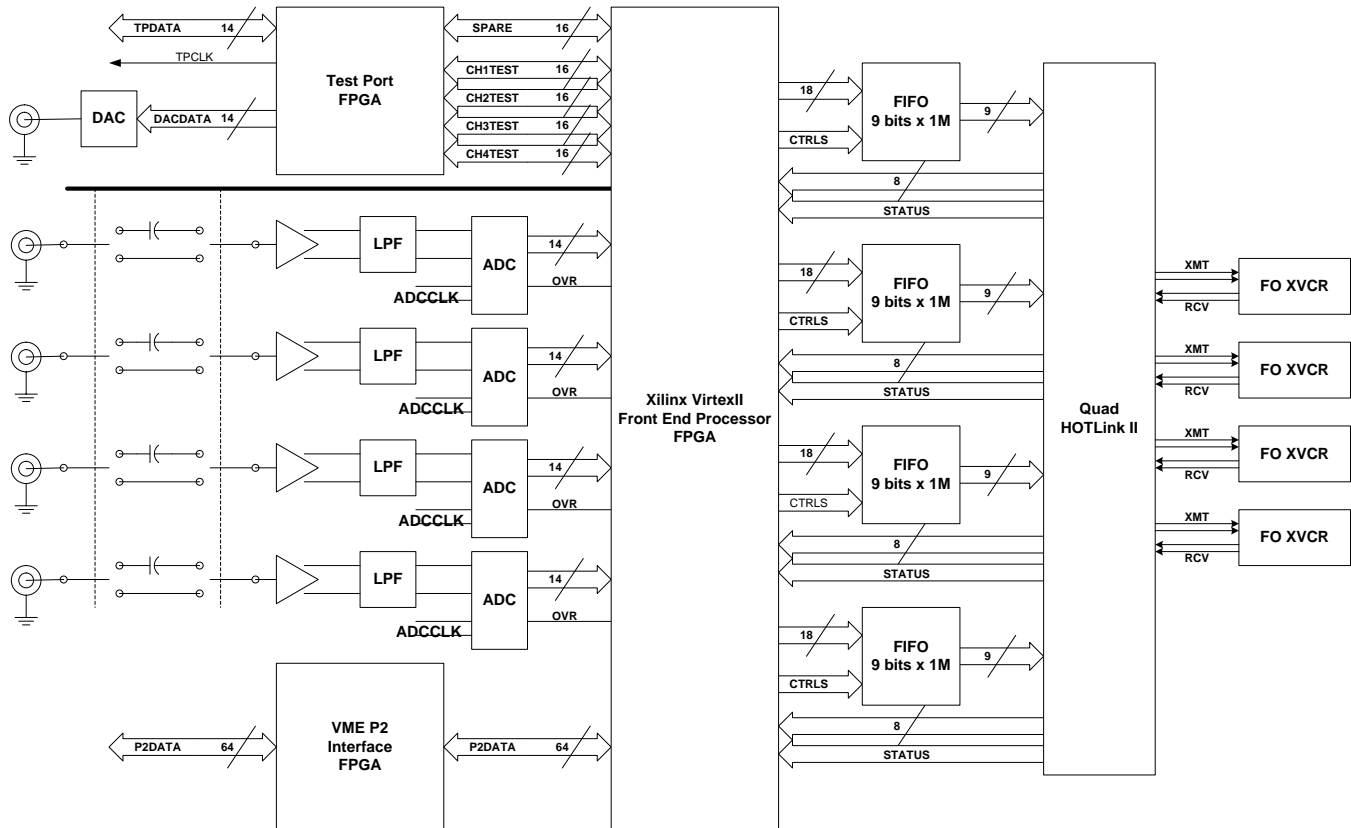 TPDATA 14
TPCLK
DAC
DACDATA 14
Test Port
FPGA
SPARE 16
CH1TEST 16
CH2TEST 16
CH3TEST 16
CH4TEST 16
LPF
ADC
14
OVR
ADCCLK
LPF
ADC
14
OVR
ADCCLK
LPF
ADC
14
OVR
ADCCLK
LPF
ADC
14
OVR
ADCCLK
P2DATA 64
VME P2
Interface
FPGA
P2DATA 64
Xilinx VirtexII
Front End Processor
FPGA
18
CTRLS
FIFO
9 bits x 1M
9
8
STATUS
18
CTRLS
FIFO
9 bits x 1M
9
8
STATUS
18
CTRLS
FIFO
9 bits x 1M
9
8
STATUS
18
CTRLS
FIFO
9 bits x 1M
9
8
STATUS
Quad
HOTLink II
XMT
RCV
FO XVCR
XMT
RCV
FO XVCR
XMT
RCV
FO XVCR
XMT
RCV
FO XVCR